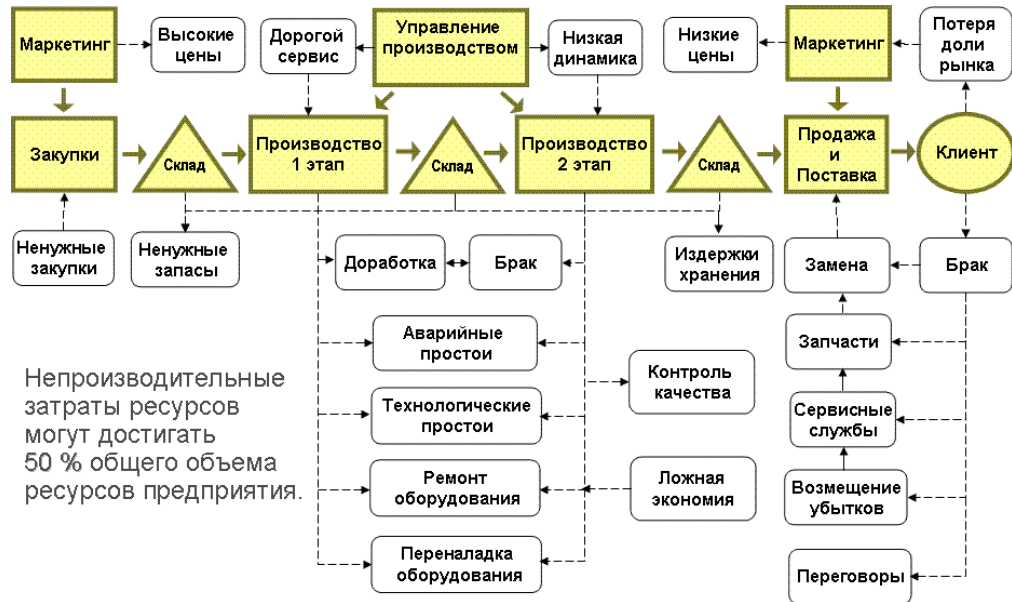 Маркетинг
Высокие
цены
Дорогой
сервис
Управление
производством
Низкая
динамика
Низкие
цены
Маркетинг
Потеря
доли
рынка
Закупки
Склад
Производство
1 этап
Склад
Производство
2 этап
Склад
Продажа
и
Поставка
Клиент
Ненужные
закупки
Ненужные
запасы
Доработка
Брак
Издержки
хранения
Замена
Брак
Аварийные
простои
Запчасти
Контроль
качества
Технологические
простои
Сервисные
службы
Ремонт
оборудования
Ложная
экономия
Возмещение
убытков
Переналадка
оборудования
Переговоры
Непроизводительные
затраты ресурсов
могут достигать
50 % общего объема
ресурсов предприятия.